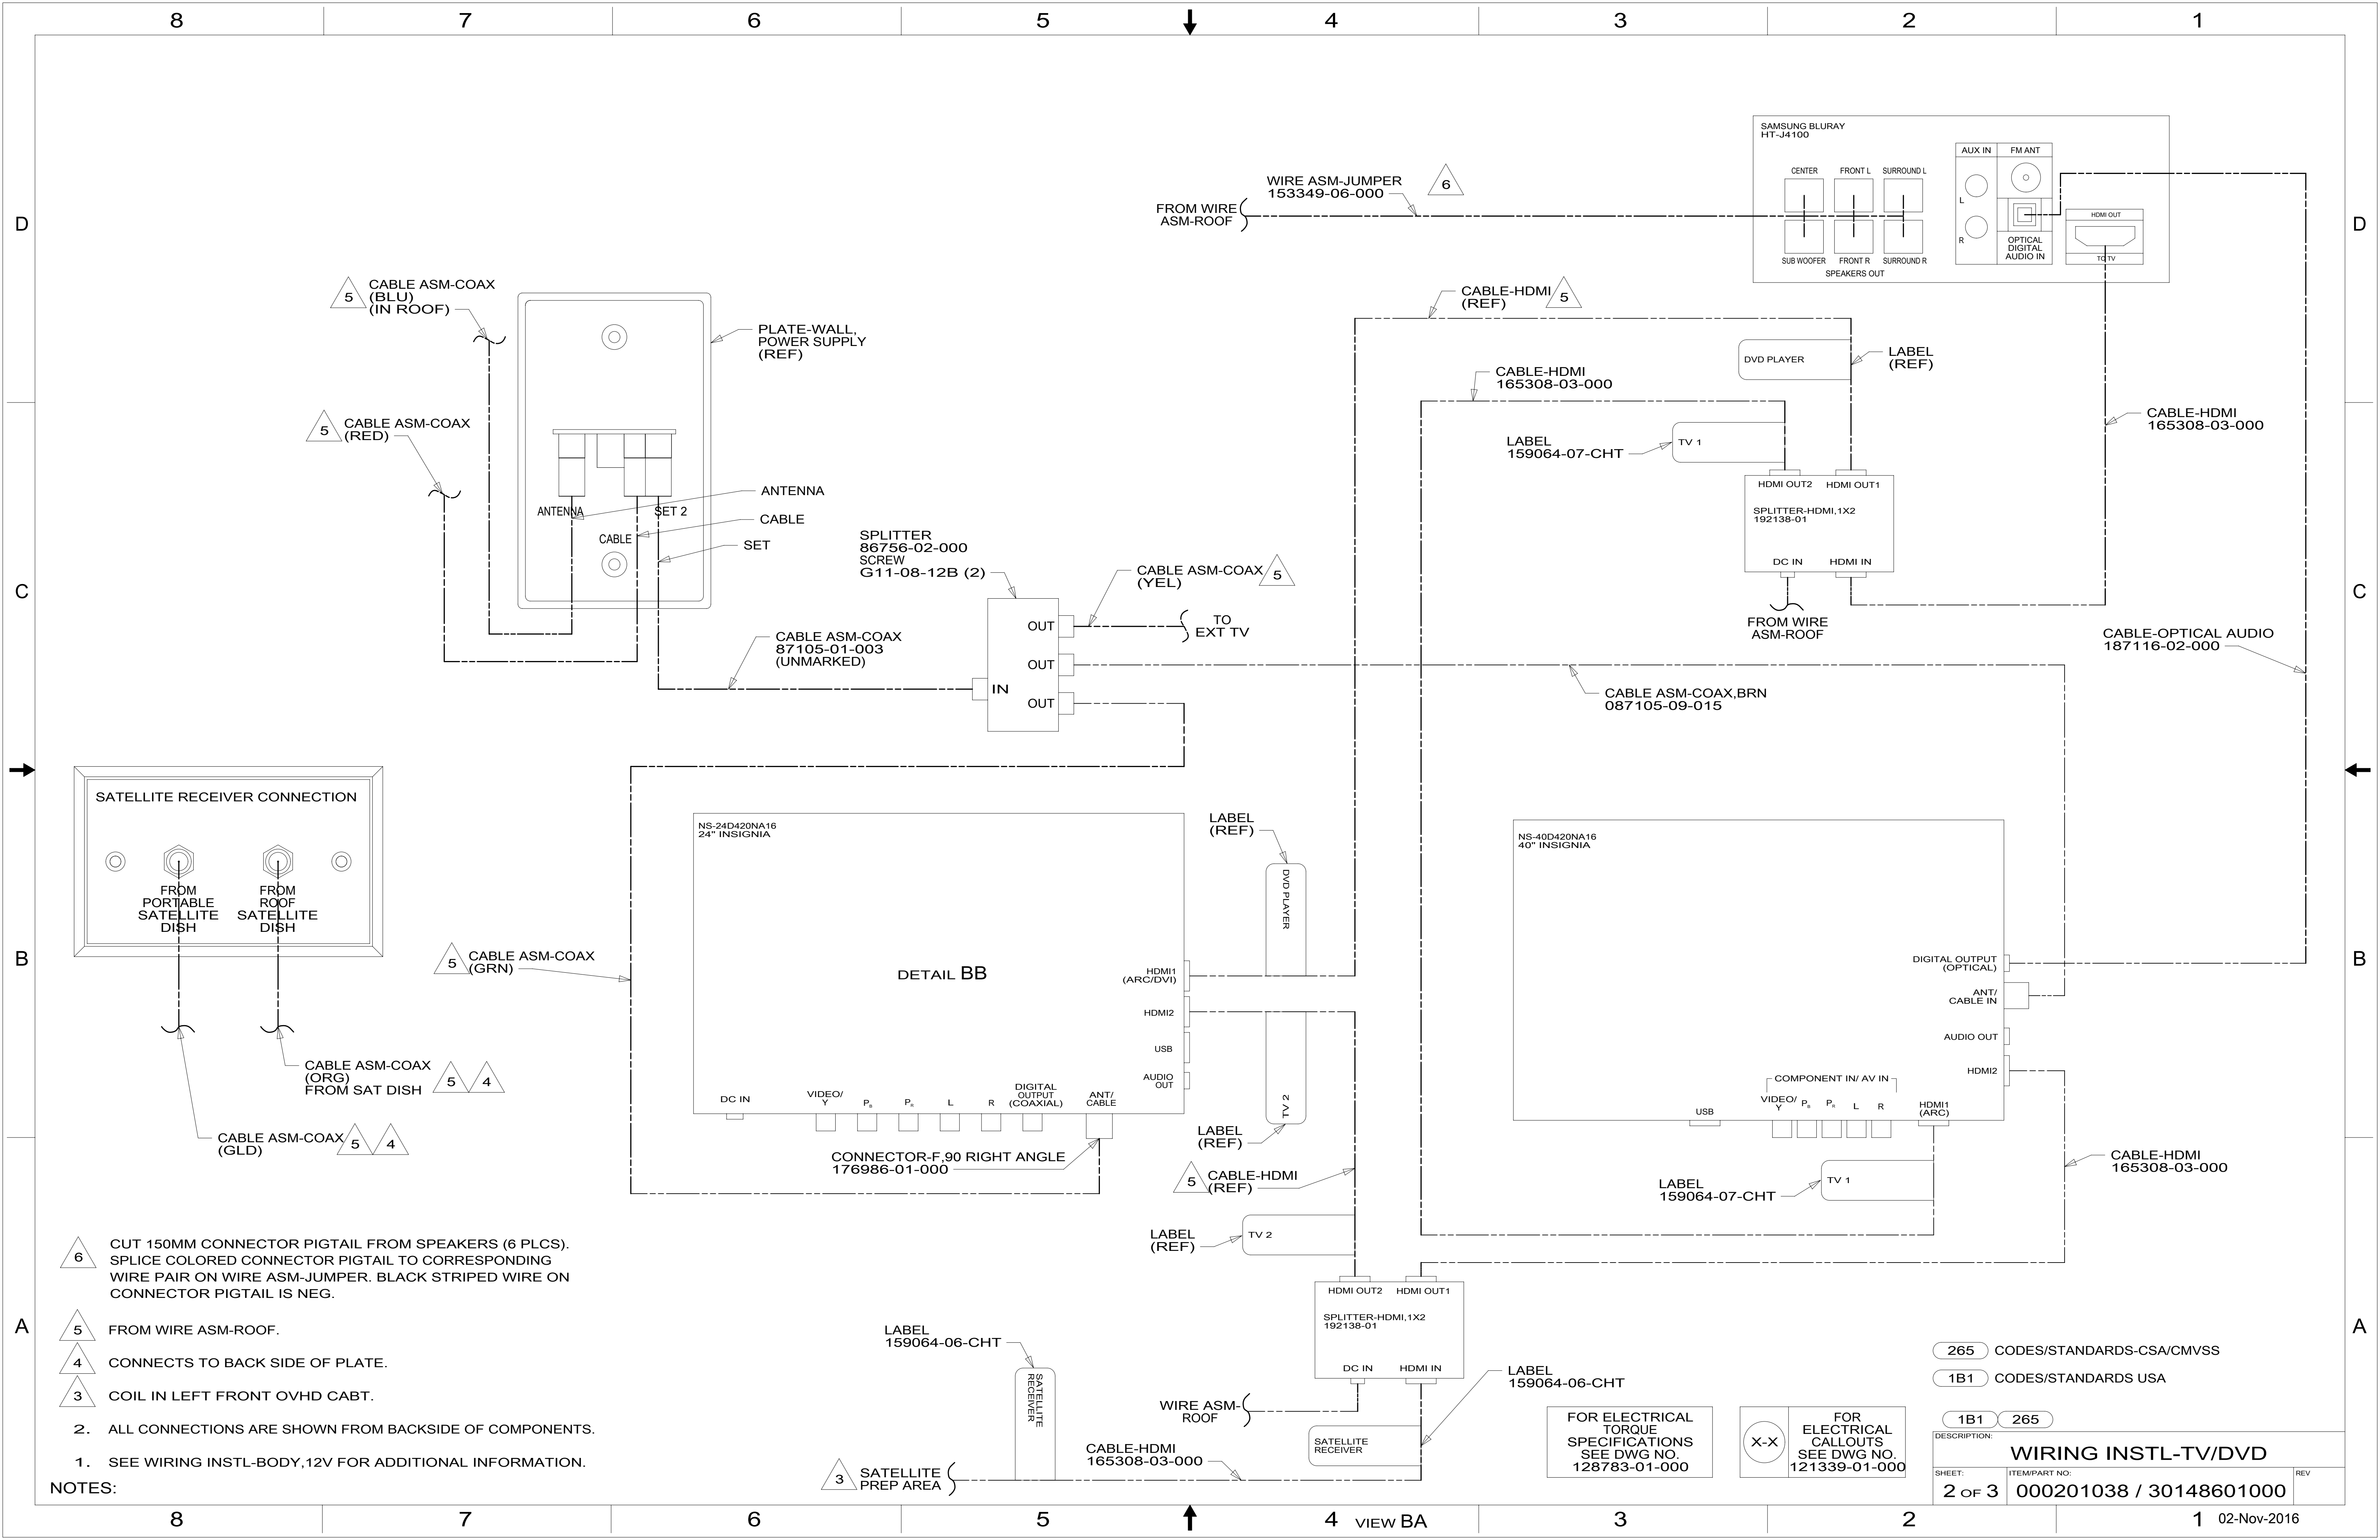 8 7 6 5 4 3 2 1
D
C
B
A
D
C
B
A
SAMSUNG BLURAY
HT-J4100
CENTER
FRONT L
SURROUND L
SUB WOOFER
FRONT R
SURROUND R
SPEAKERS OUT
AUX IN
FM ANT
L
R
OPTICAL
DIGITAL
AUDIO IN
HDMI OUT
TO TV
WIRE ASM-JUMPER
153349-06-000
6
FROM WIRE
ASM-ROOF
5
CABLE ASM-COAX
(BLU)
(IN ROOF)
PLATE-WALL,
POWER SUPPLY
(REF)
CABLE-HDMI
(REF)
5
DVD PLAYER
LABEL
(REF)
CABLE-HDMI
165308-03-000
CABLE-HDMI
165308-03-000
5
CABLE ASM-COAX
(RED)
LABEL
159064-07-CHT
TV 1
ANTENNA
SET 2
CABLE
ANTENNA
CABLE
SET
HDMI OUT2
HDMI OUT1
SPLITTER-HDMI,1X2
192138-01
DC IN
HDMI IN
FROM WIRE
ASM-ROOF
SPLITTER
86756-02-000
SCREW
G11-08-12B (2)
CABLE ASM-COAX
(YEL)
5
OUT
OUT
OUT
IN
TO
EXT TV
CABLE ASM-COAX
87105-01-003
(UNMARKED)
CABLE-OPTICAL AUDIO
187116-02-000
CABLE ASM-COAX,BRN
087105-09-015
SATELLITE RECEIVER CONNECTION
FROM
PORTABLE
SATELLITE
DISH
FROM
ROOF
SATELLITE
DISH
CABLE ASM-COAX
(ORG)
FROM SAT DISH
5
4
CABLE ASM-COAX
(GLD)
5
4
5
CABLE ASM-COAX
(GRN)
NS-24D420NA16
24" INSIGNIA
DETAIL BB
HDMI1
(ARC/DVI)
HDMI2
USB
AUDIO
OUT
DC IN
VIDEO/
Y
PB
PR
L
R
DIGITAL
OUTPUT
(COAXIAL)
ANT/
CABLE
CONNECTOR-F,90 RIGHT ANGLE
176986-01-000
LABEL
(REF)
DVD PLAYER
TV 2
LABEL
(REF)
5
CABLE-HDMI
(REF)
LABEL
(REF)
TV 2
NS-40D420NA16
40" INSIGNIA
DIGITAL OUTPUT
(OPTICAL)
ANT/
CABLE IN
AUDIO OUT
HDMI2
COMPONENT IN/ AV IN
USB
VIDEO/
Y
PB
PR
L
R
HDMI1
(ARC)
CABLE-HDMI
165308-03-000
LABEL
159064-07-CHT
TV 1
HDMI OUT2
HDMI OUT1
SPLITTER-HDMI,1X2
192138-01
DC IN
HDMI IN
LABEL
159064-06-CHT
SATELLITE
RECEIVER
WIRE ASM-
ROOF
LABEL
159064-06-CHT
SATELLITE
RECEIVER
CABLE-HDMI
165308-03-000
3
SATELLITE
PREP AREA
6
CUT 150MM CONNECTOR PIGTAIL FROM SPEAKERS (6 PLCS).
SPLICE COLORED CONNECTOR PIGTAIL TO CORRESPONDING
WIRE PAIR ON WIRE ASM-JUMPER. BLACK STRIPED WIRE ON
CONNECTOR PIGTAIL IS NEG.
5 FROM WIRE ASM-ROOF.
4 CONNECTS TO BACK SIDE OF PLATE.
3 COIL IN LEFT FRONT OVHD CABT.
2. ALL CONNECTIONS ARE SHOWN FROM BACKSIDE OF COMPONENTS.
1. SEE WIRING INSTL-BODY,12V FOR ADDITIONAL INFORMATION.
NOTES:
FOR ELECTRICAL
TORQUE
SPECIFICATIONS
SEE DWG NO.
128783-01-000
X-X
FOR
ELECTRICAL
CALLOUTS
SEE DWG NO.
121339-01-000
265 CODES/STANDARDS-CSA/CMVSS
1B1 CODES/STANDARDS USA
1B1 265
DESCRIPTION:
WIRING INSTL-TV/DVD
SHEET:
2 OF 3
ITEM/PART NO:
000201038 / 30148601000
REV
8 7 6 5 4 VIEW BA 3 2 1 02-Nov-2016